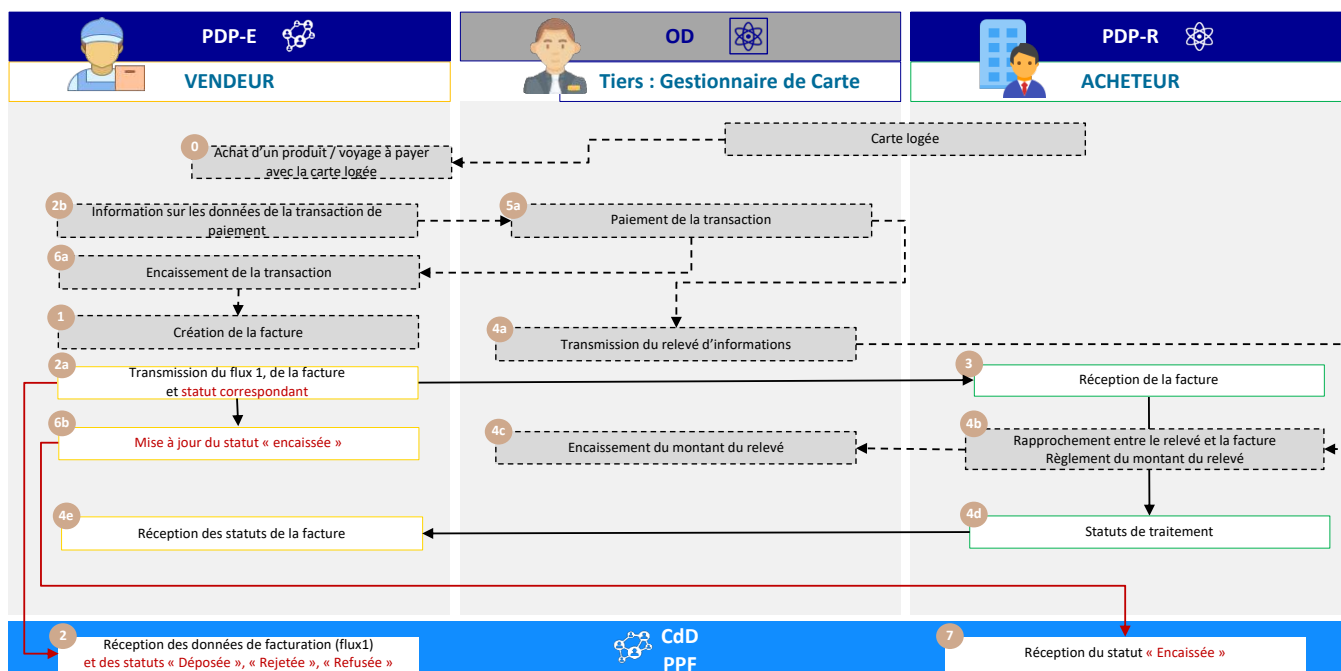 PDP-E
OD
PDP-R
VENDEUR
Tiers : Gestionnaire de Carte
ACHETEUR
0
Achat d'un produit / voyage à payer
avec la carte logée
Carte logée
2b
Information sur les données de la transaction de
paiement
5a
Paiement de la transaction
6a
Encaissement de la transaction
1
Création de la facture
4a
Transmission du relevé d'informations
2a
Transmission du flux 1, de la facture
et statut correspondant
3
Réception de la facture
6b
Mise à jour du statut « encaissée »
4c
Encaissement du montant du relevé
4b
Rapprochement entre le relevé et la facture
Règlement du montant du relevé
4e
Réception des statuts de la facture
4d
Statuts de traitement
2
Réception des données de facturation (flux1)
et des statuts « Déposée », « Rejetée », « Refusée »
CdD
PPF
7
Réception du statut « Encaissée »